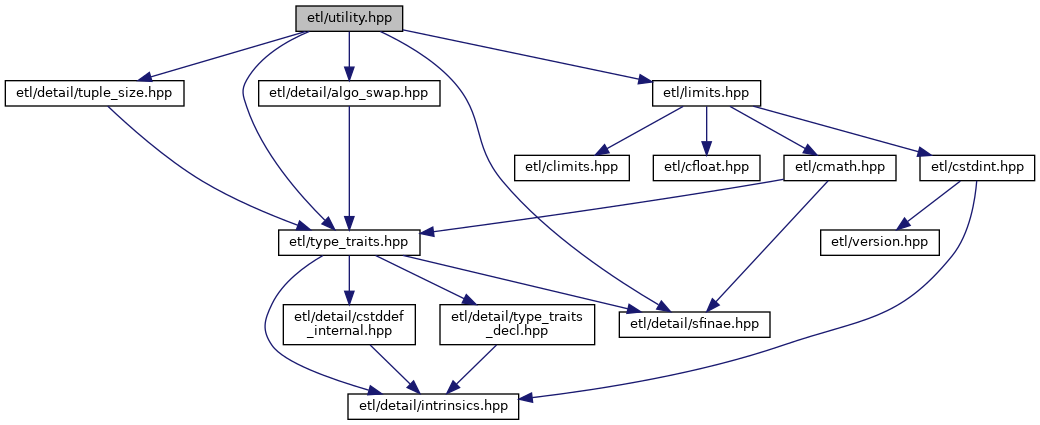 etl/utility.hpp
etl/detail/tuple_size.hpp
etl/detail/algo_swap.hpp
etl/limits.hpp
etl/climits.hpp
etl/cfloat.hpp
etl/cmath.hpp
etl/cstdint.hpp
etl/type_traits.hpp
etl/version.hpp
etl/detail/cstddef
_internal.hpp
etl/detail/type_traits
_decl.hpp
etl/detail/sfinae.hpp
etl/detail/intrinsics.hpp